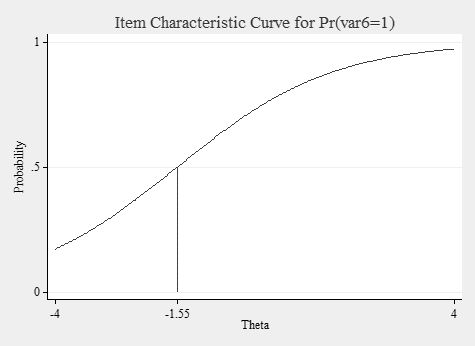 Item Characteristic Curve for Pr(var6=1)
Probability
1
.5
0
-4
-1.55
4
Theta